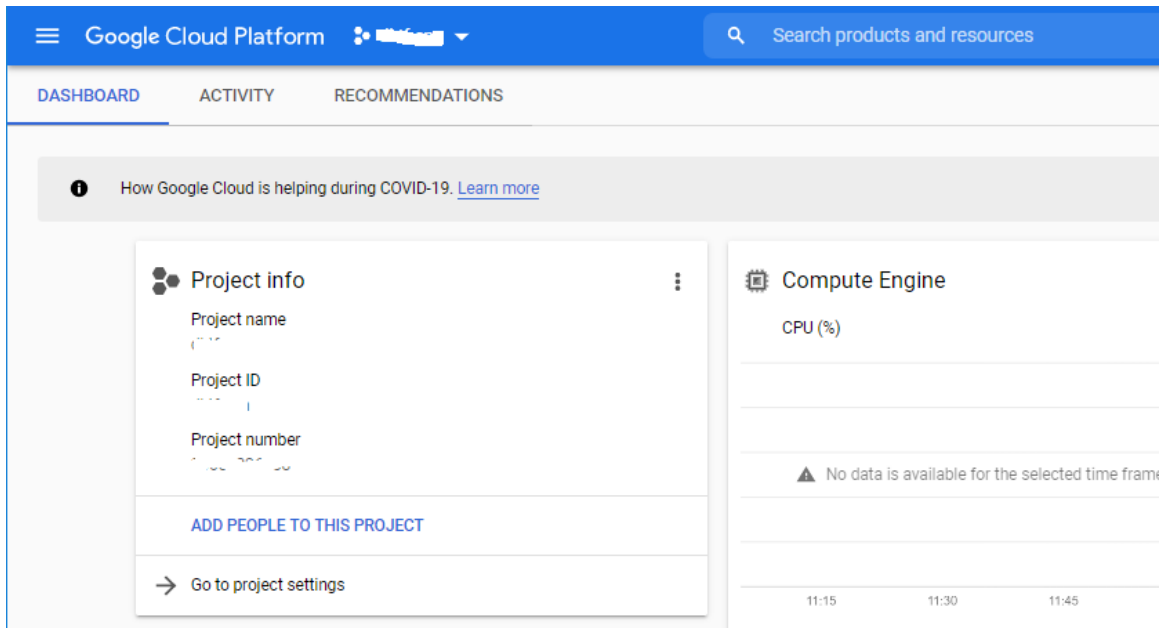 Google Cloud Platform
Search products and resources
DASHBOARD
ACTIVITY
RECOMMENDATIONS
How Google Cloud is helping during COVID-19. Learn more
Project info
Project name
Project ID
Project number
ADD PEOPLE TO THIS PROJECT
Go to project settings
Compute Engine
CPU (%)
No data is available for the selected time frame
11:15
11:30
11:45